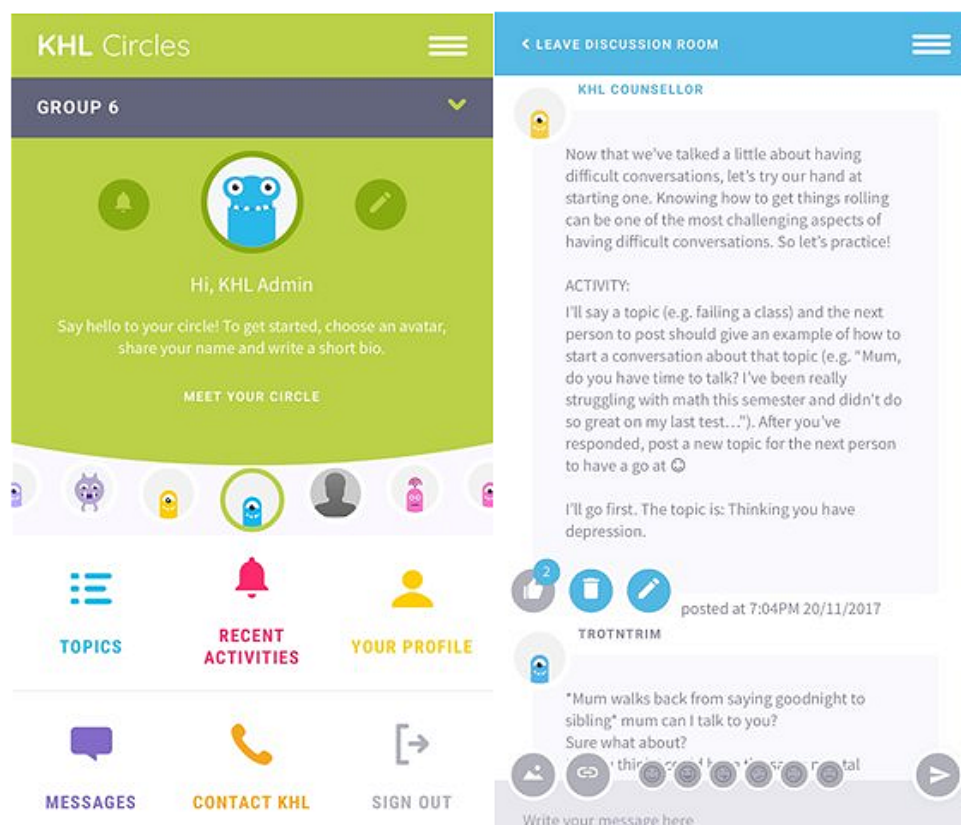 KHL Circles
GROUP 6
Hi, KHL Admin
Say hello to your circle! To get started, choose an avatar,
share your name and write a short bio.
MEET YOUR CIRCLE
TOPICS
RECENT
ACTIVITIES
YOUR PROFILE
MESSAGES
CONTACT KHL
SIGN OUT
< LEAVE DISCUSSION ROOM
KHL COUNSELLOR
Now that we've talked a little about having
difficult conversations, let's try our hand at
starting one. Knowing how to get things rolling
can be one of the most challenging aspects of
having difficult conversations. So let's practice!
ACTIVITY:
I'll say a topic (e.g. failing a class) and the next
person to post should give an example of how to
start a conversation about that topic (e.g. "Mum,
do you have time to talk? I've been really
struggling with math this semester and didn't do
so great on my last test..."). After you've
responded, post a new topic for the next person
to have a go at ☺
I'll go first. The topic is: Thinking you have
depression.
2
posted at 7:04PM 20/11/2017
TROTNTRIM
*Mum walks back from saying goodnight to
sibling* mum can I talk to you?
Sure what about?
Write your message here